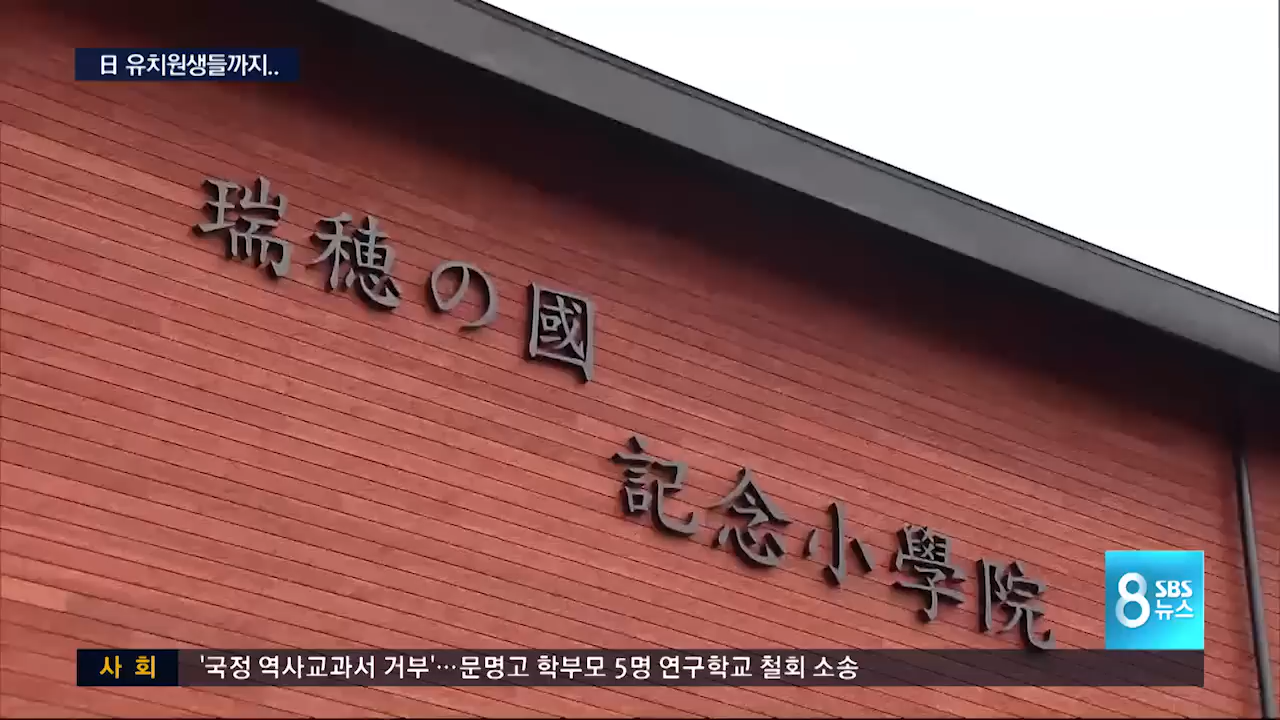 日 유치원생들까지..
瑞穂の國
記念小學院
8 SBS
뉴스
사회 '국정 역사교과서 거부'…문명고 학부모 5명 연구학교 철회 소송